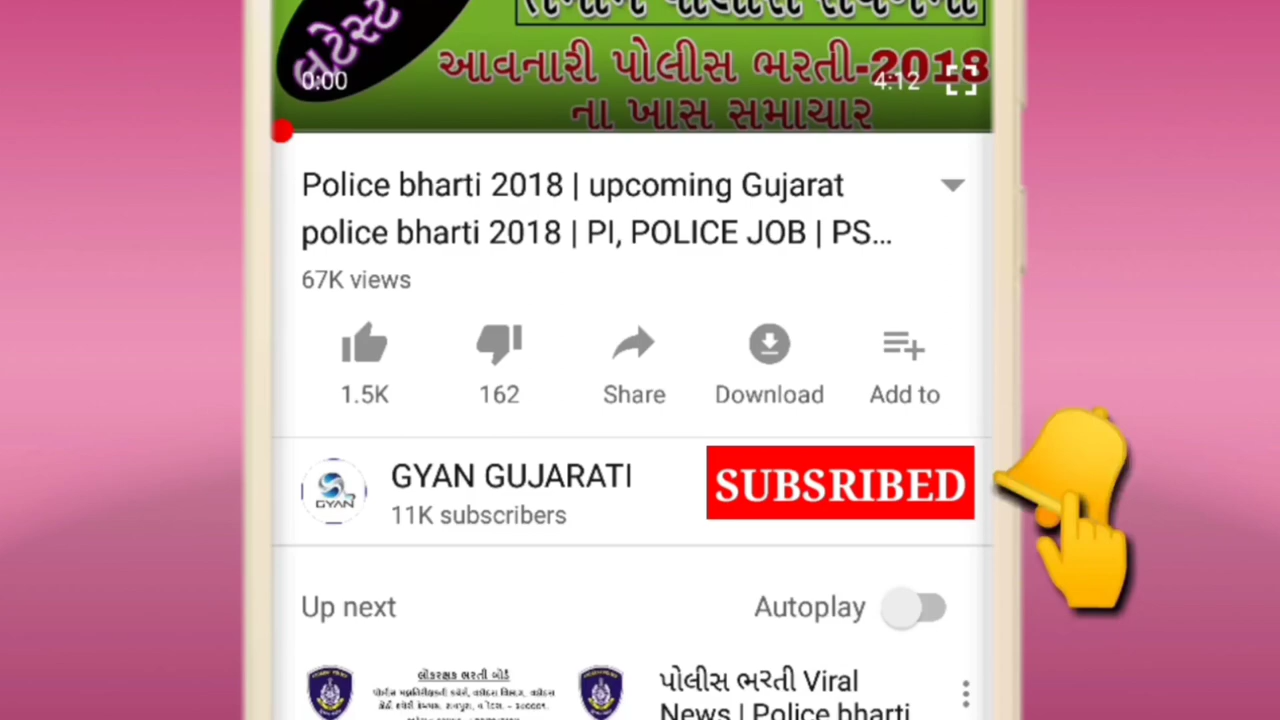 લેટેસ્ટ
તમામ પોલીસ
આવનારી પોલીસ ભરતી-2018
0:00
4:12
ના ખાસ સમાચાર
Police bharti 2018 | upcoming Gujarat
police bharti 2018 | PI, POLICE JOB | PS...
67K views
1.5K
162
Share
Download
Add to
GYAN GUJARATI
11K subscribers
SUBSRIBED
GYAN
Up next
Autoplay
લોકરક્ષક ભરતી બોર્ડ
પોલીસ ભરતી Viral
News | Police bharti